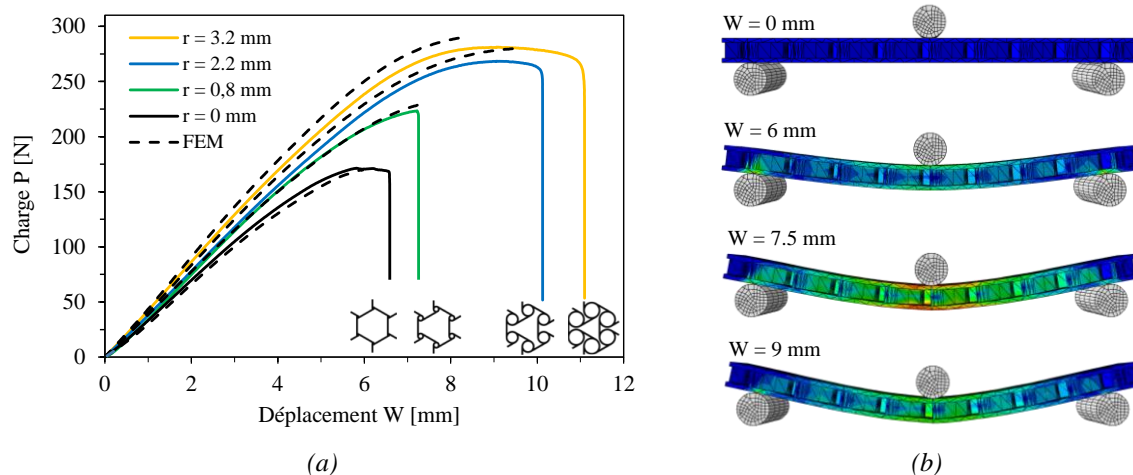 300
250
200
150
100
50
0
Charge P [N]
r = 3.2 mm
r = 2.2 mm
r = 0,8 mm
r = 0 mm
FEM
0 2 4 6 8 10 12
Déplacement W [mm]
(a)
W = 0 mm
W = 6 mm
W = 7.5 mm
W = 9 mm
(b)